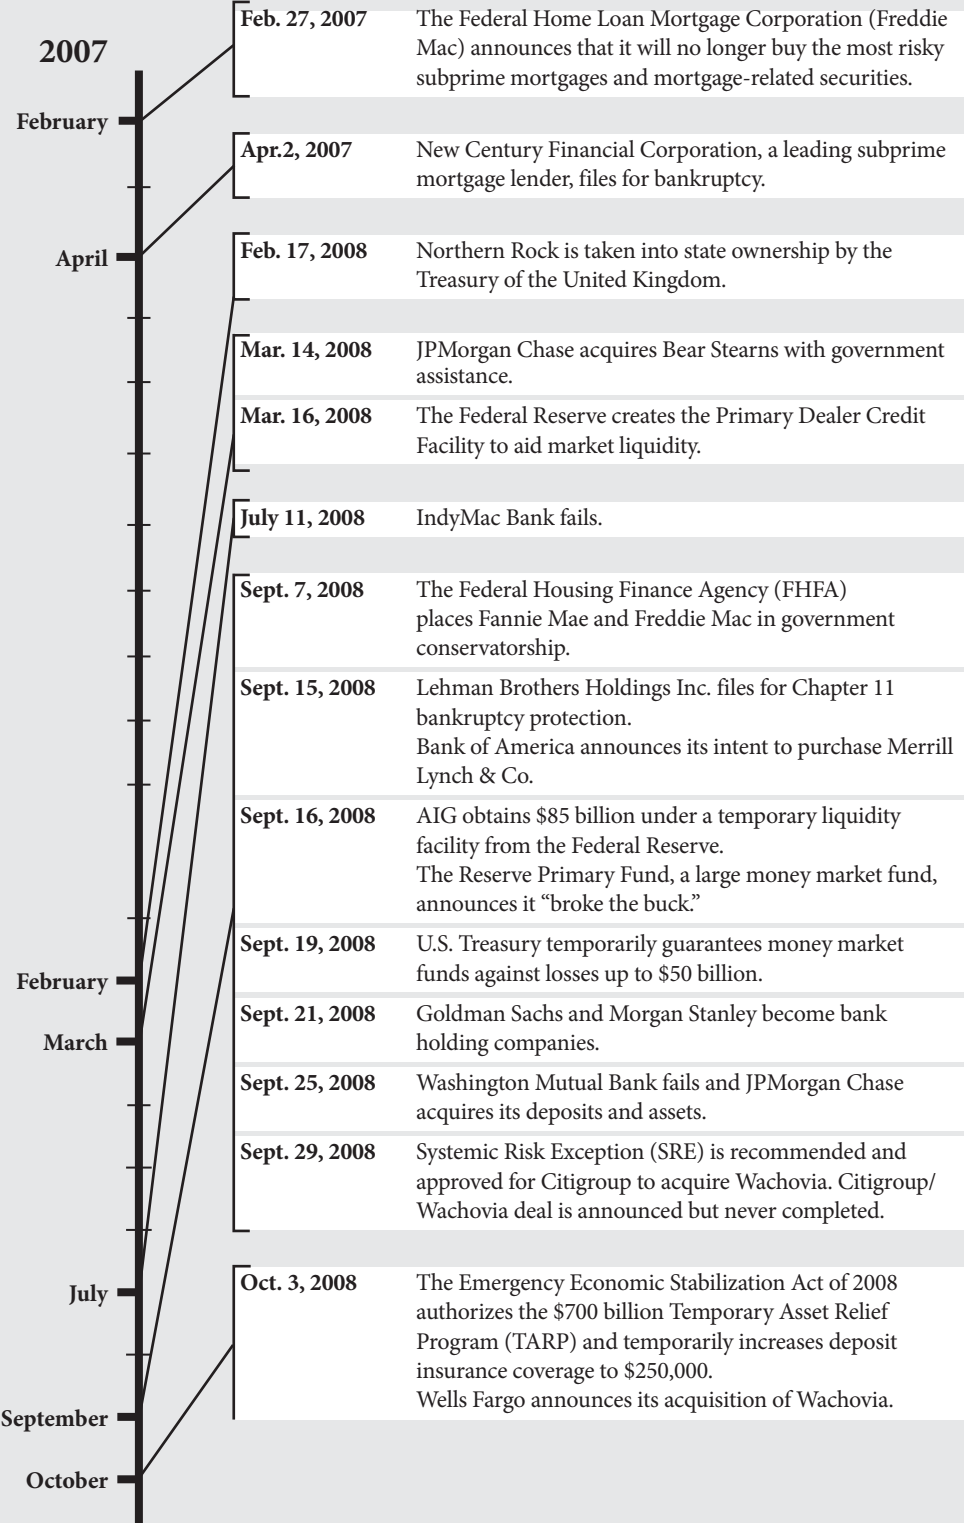 2007
February
April
February
March
July
September
October
Feb. 27, 2007 The Federal Home Loan Mortgage Corporation (Freddie
Mac) announces that it will no longer buy the most risky
subprime mortgages and mortgage-related securities.
Apr.2, 2007 New Century Financial Corporation, a leading subprime
mortgage lender, files for bankruptcy.
Feb. 17, 2008 Northern Rock is taken into state ownership by the
Treasury of the United Kingdom.
Mar. 14, 2008 JPMorgan Chase acquires Bear Stearns with government
assistance.
Mar. 16, 2008 The Federal Reserve creates the Primary Dealer Credit
Facility to aid market liquidity.
July 11, 2008 IndyMac Bank fails.
Sept. 7, 2008 The Federal Housing Finance Agency (FHFA)
places Fannie Mae and Freddie Mac in government
conservatorship.
Sept. 15, 2008 Lehman Brothers Holdings Inc. files for Chapter 11
bankruptcy protection.
Bank of America announces its intent to purchase Merrill
Lynch & Co.
Sept. 16, 2008 AIG obtains $85 billion under a temporary liquidity
facility from the Federal Reserve.
The Reserve Primary Fund, a large money market fund,
announces it “broke the buck.”
Sept. 19, 2008 U.S. Treasury temporarily guarantees money market
funds against losses up to $50 billion.
Sept. 21, 2008 Goldman Sachs and Morgan Stanley become bank
holding companies.
Sept. 25, 2008 Washington Mutual Bank fails and JPMorgan Chase
acquires its deposits and assets.
Sept. 29, 2008 Systemic Risk Exception (SRE) is recommended and
approved for Citigroup to acquire Wachovia. Citigroup/
Wachovia deal is announced but never completed.
Oct. 3, 2008 The Emergency Economic Stabilization Act of 2008
authorizes the $700 billion Temporary Asset Relief
Program (TARP) and temporarily increases deposit
insurance coverage to $250,000.
Wells Fargo announces its acquisition of Wachovia.